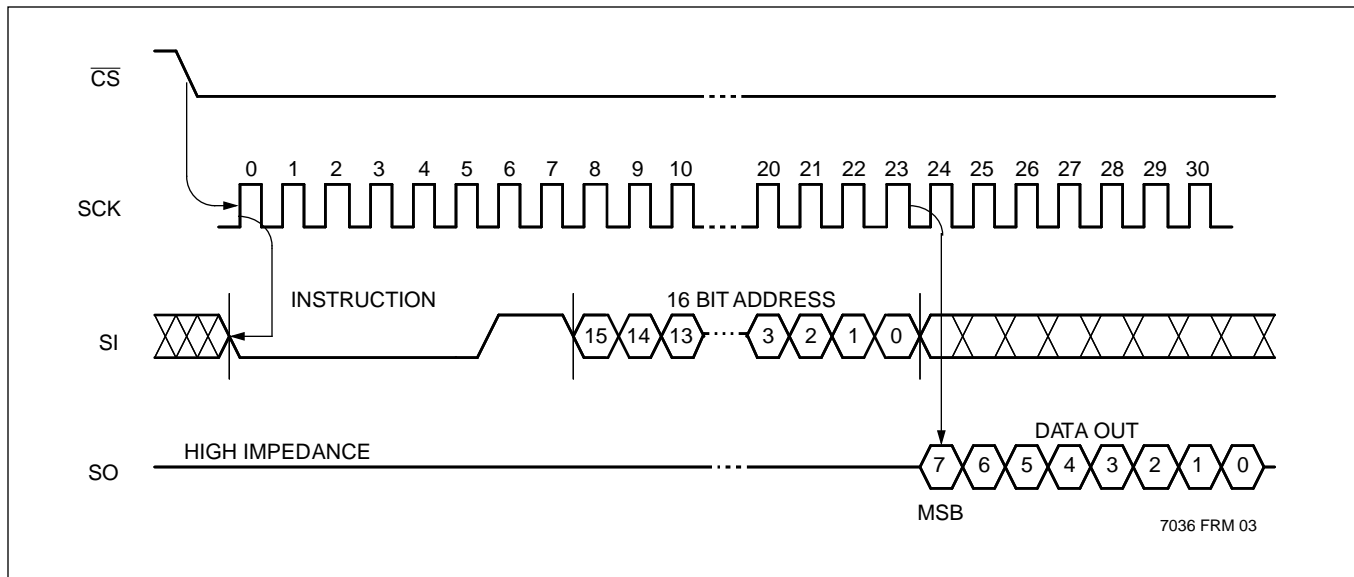 CS
0 1 2 3 4 5 6 7 8 9 10 20 21 22 23 24 25 26 27 28 29 30
SCK
INSTRUCTION 16 BIT ADDRESS
SI 15 14 13 3 2 1 0
HIGH IMPEDANCE DATA OUT
SO 7 6 5 4 3 2 1 0
MSB
7036 FRM 03